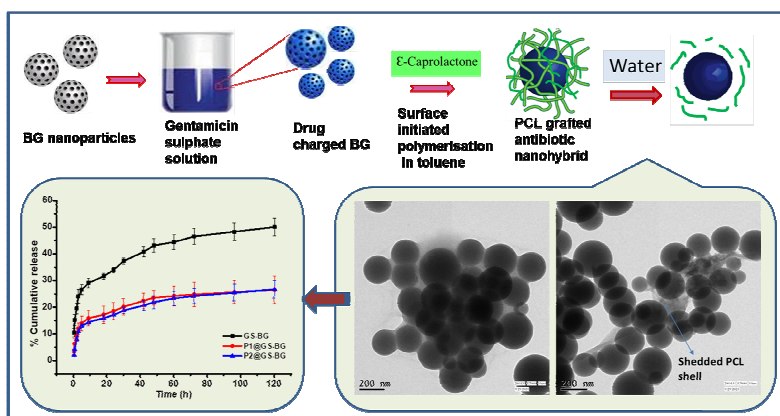 BG nanoparticles
Gentamicin
sulphate
solution
Drug
charged BG
Ɛ-Caprolactone
Surface
initiated
polymerisation
in toluene
PCL grafted
antibiotic
nanohybrid
Water
% Cumulative release
60
50
40
30
20
10
0
GS-BG
P1@GS-BG
P2@GS-BG
0 20 40 60 80 100 120
Time (h)
200 nm
200 nm
Shedded PCL
shell